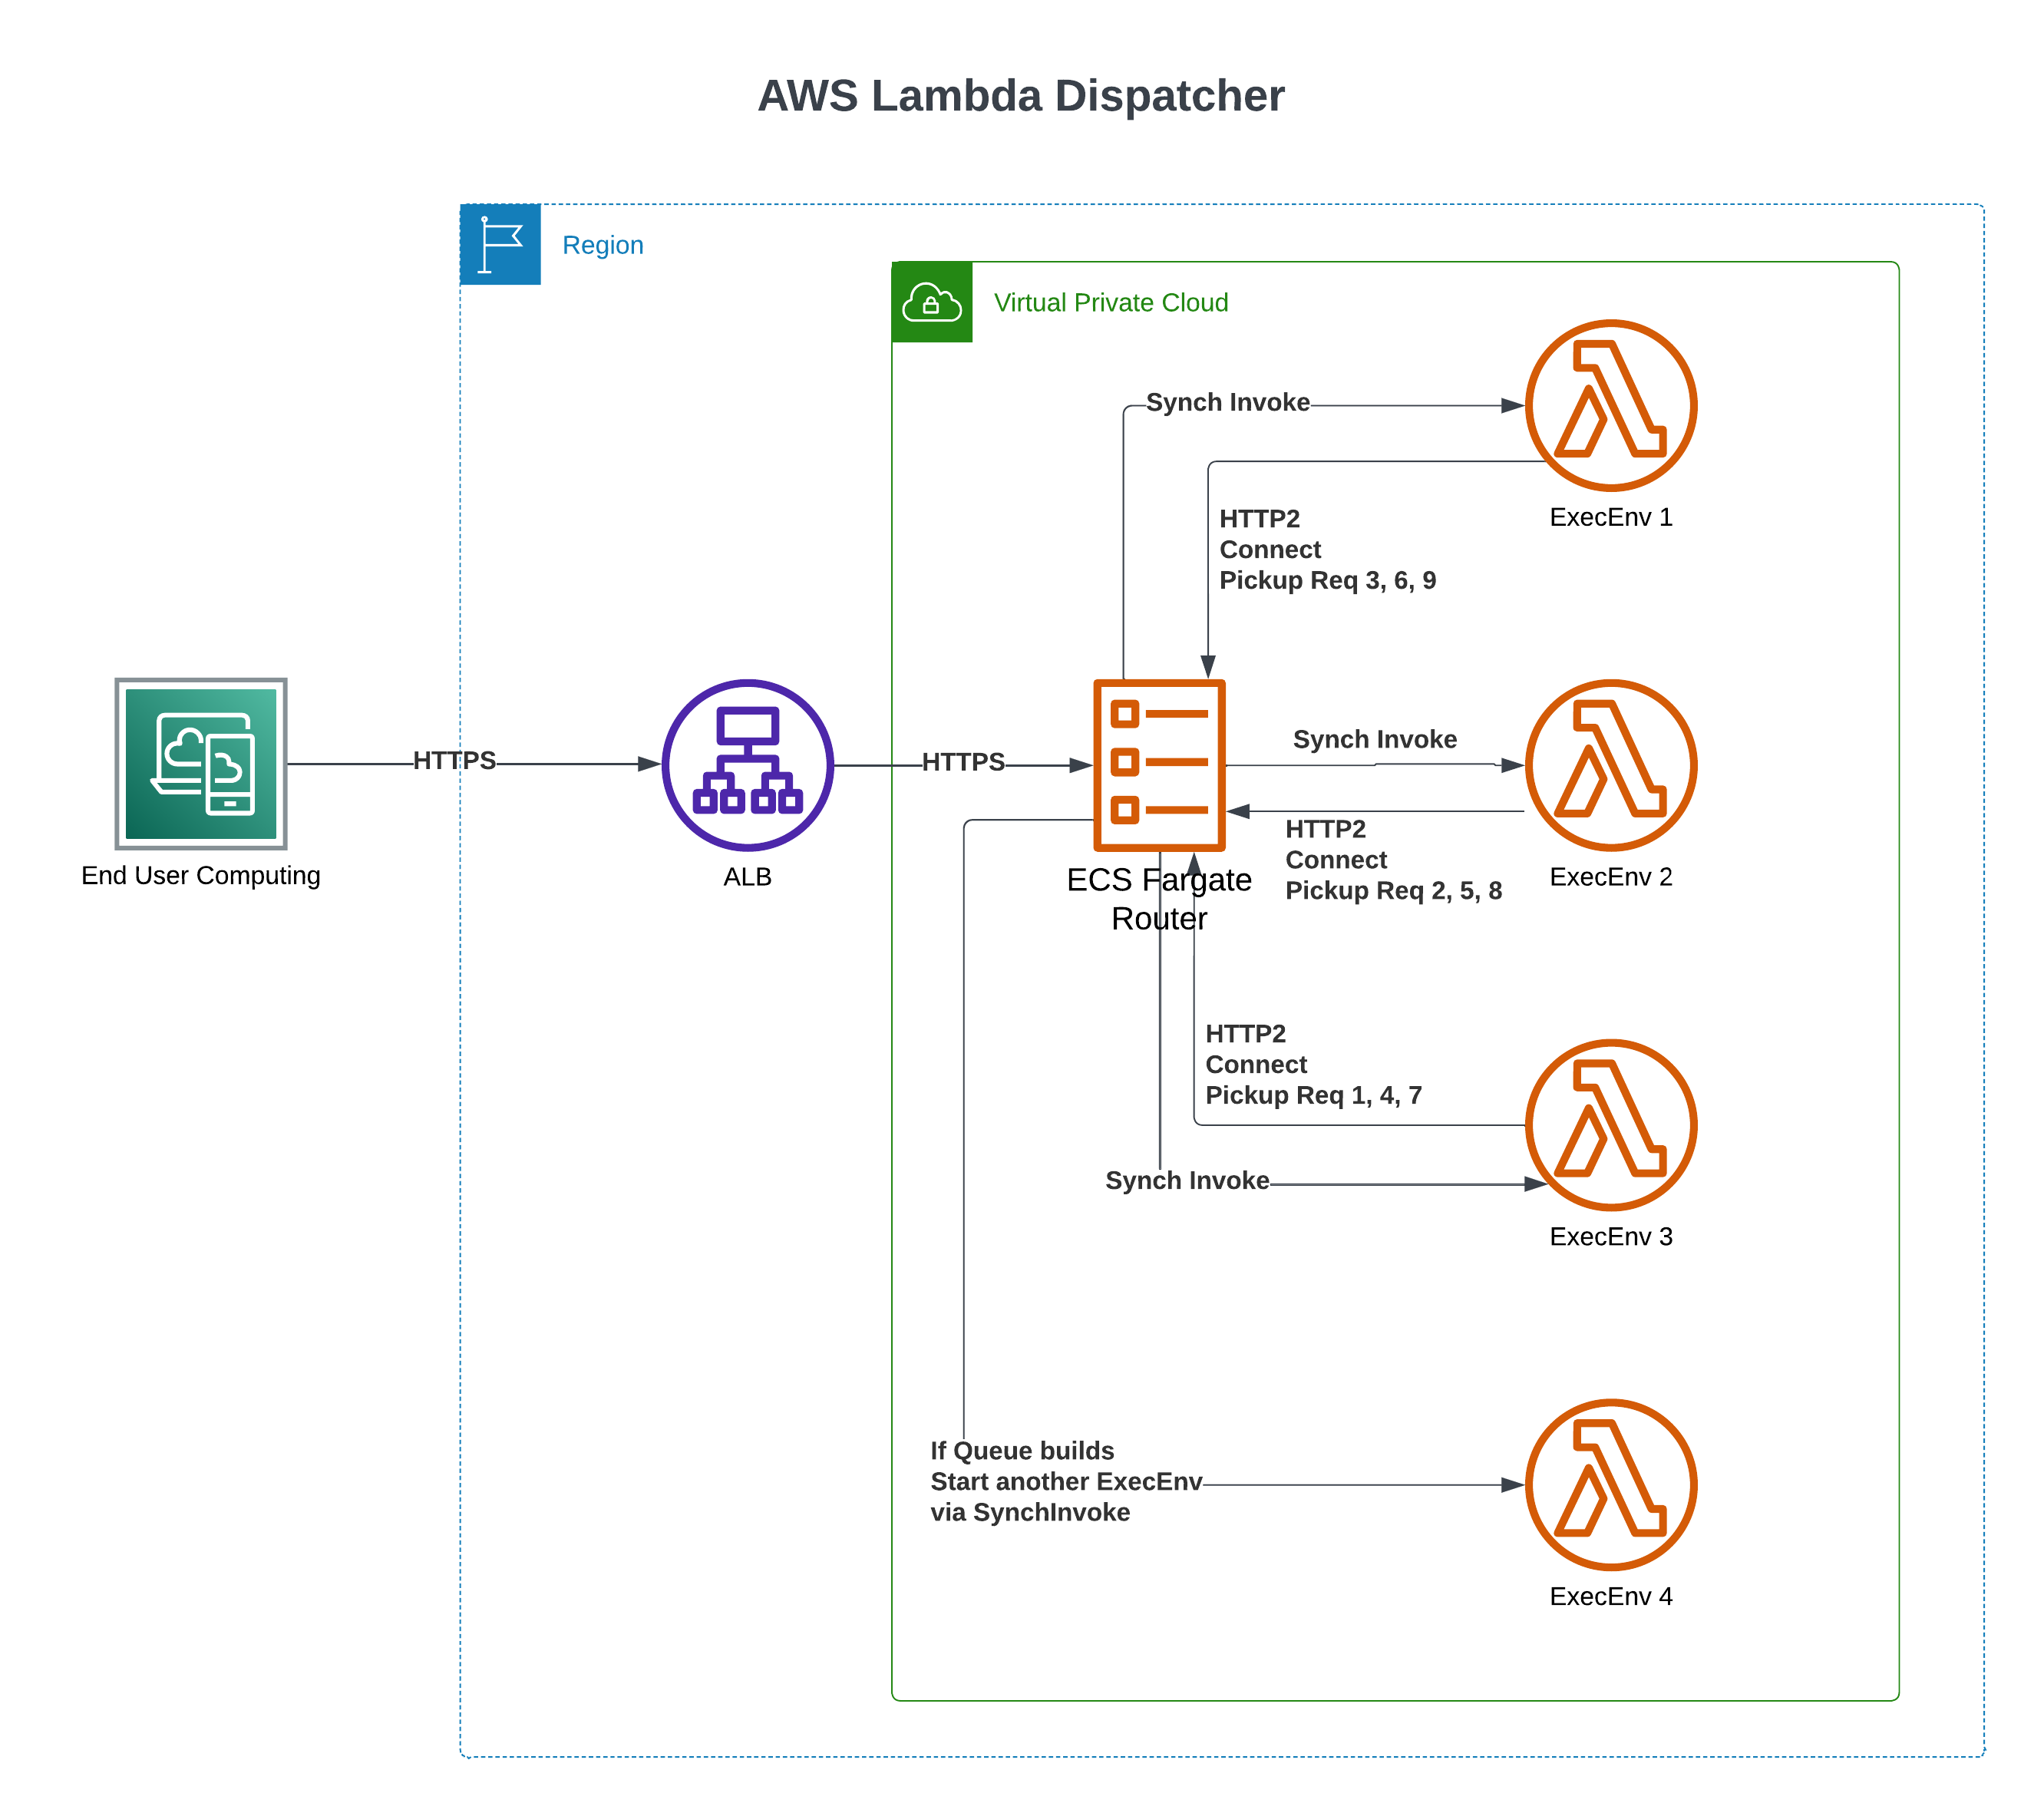 AWS Lambda Dispatcher
Region
Virtual Private Cloud
Synch Invoke
ExecEnv 1
HTTP2
Connect
Pickup Req 3, 6, 9
HTTPS
End User Computing
ALB
HTTPS
ECS Fargate
Router
Synch Invoke
HTTP2
Connect
Pickup Req 2, 5, 8
ExecEnv 2
HTTP2
Connect
Pickup Req 1, 4, 7
Synch Invoke
ExecEnv 3
If Queue builds
Start another ExecEnv
via SynchInvoke
ExecEnv 4